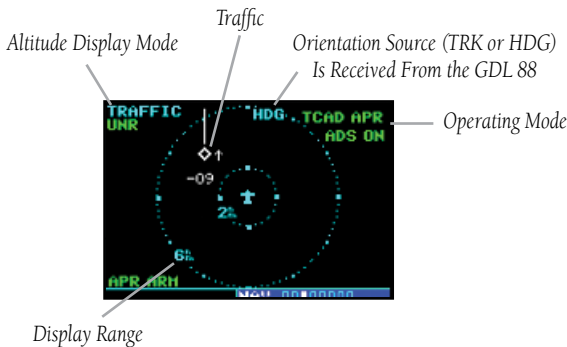 Traffic
Altitude Display Mode
Orientation Source (TRK or HDG)
Is Received From the GDL 88
Operating Mode
TRAFFIC
UNR
HDG
TCAD APR
ADS ON
-09
2
6
APR ARM
NAV
Display Range